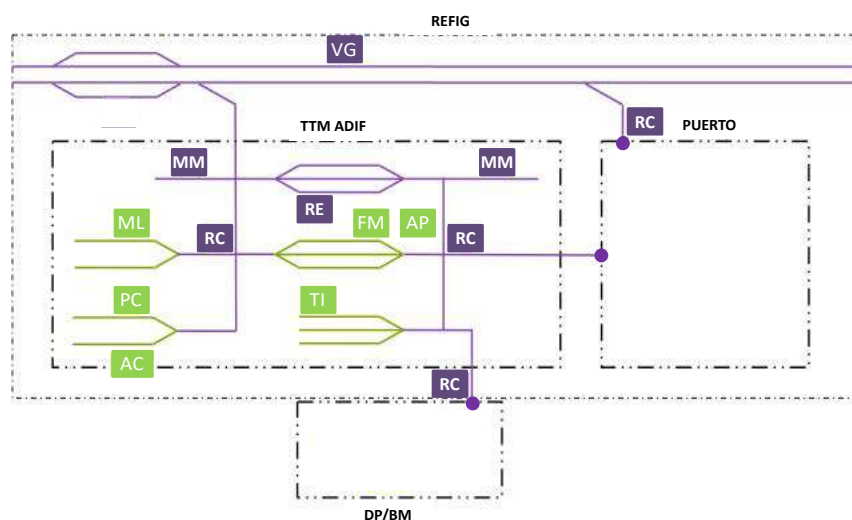 REFIG
VG
TTM ADIF
RC
PUERTO
MM
MM
RE
ML
FM
AP
RC
RC
PC
TI
AC
RC
DP/BM